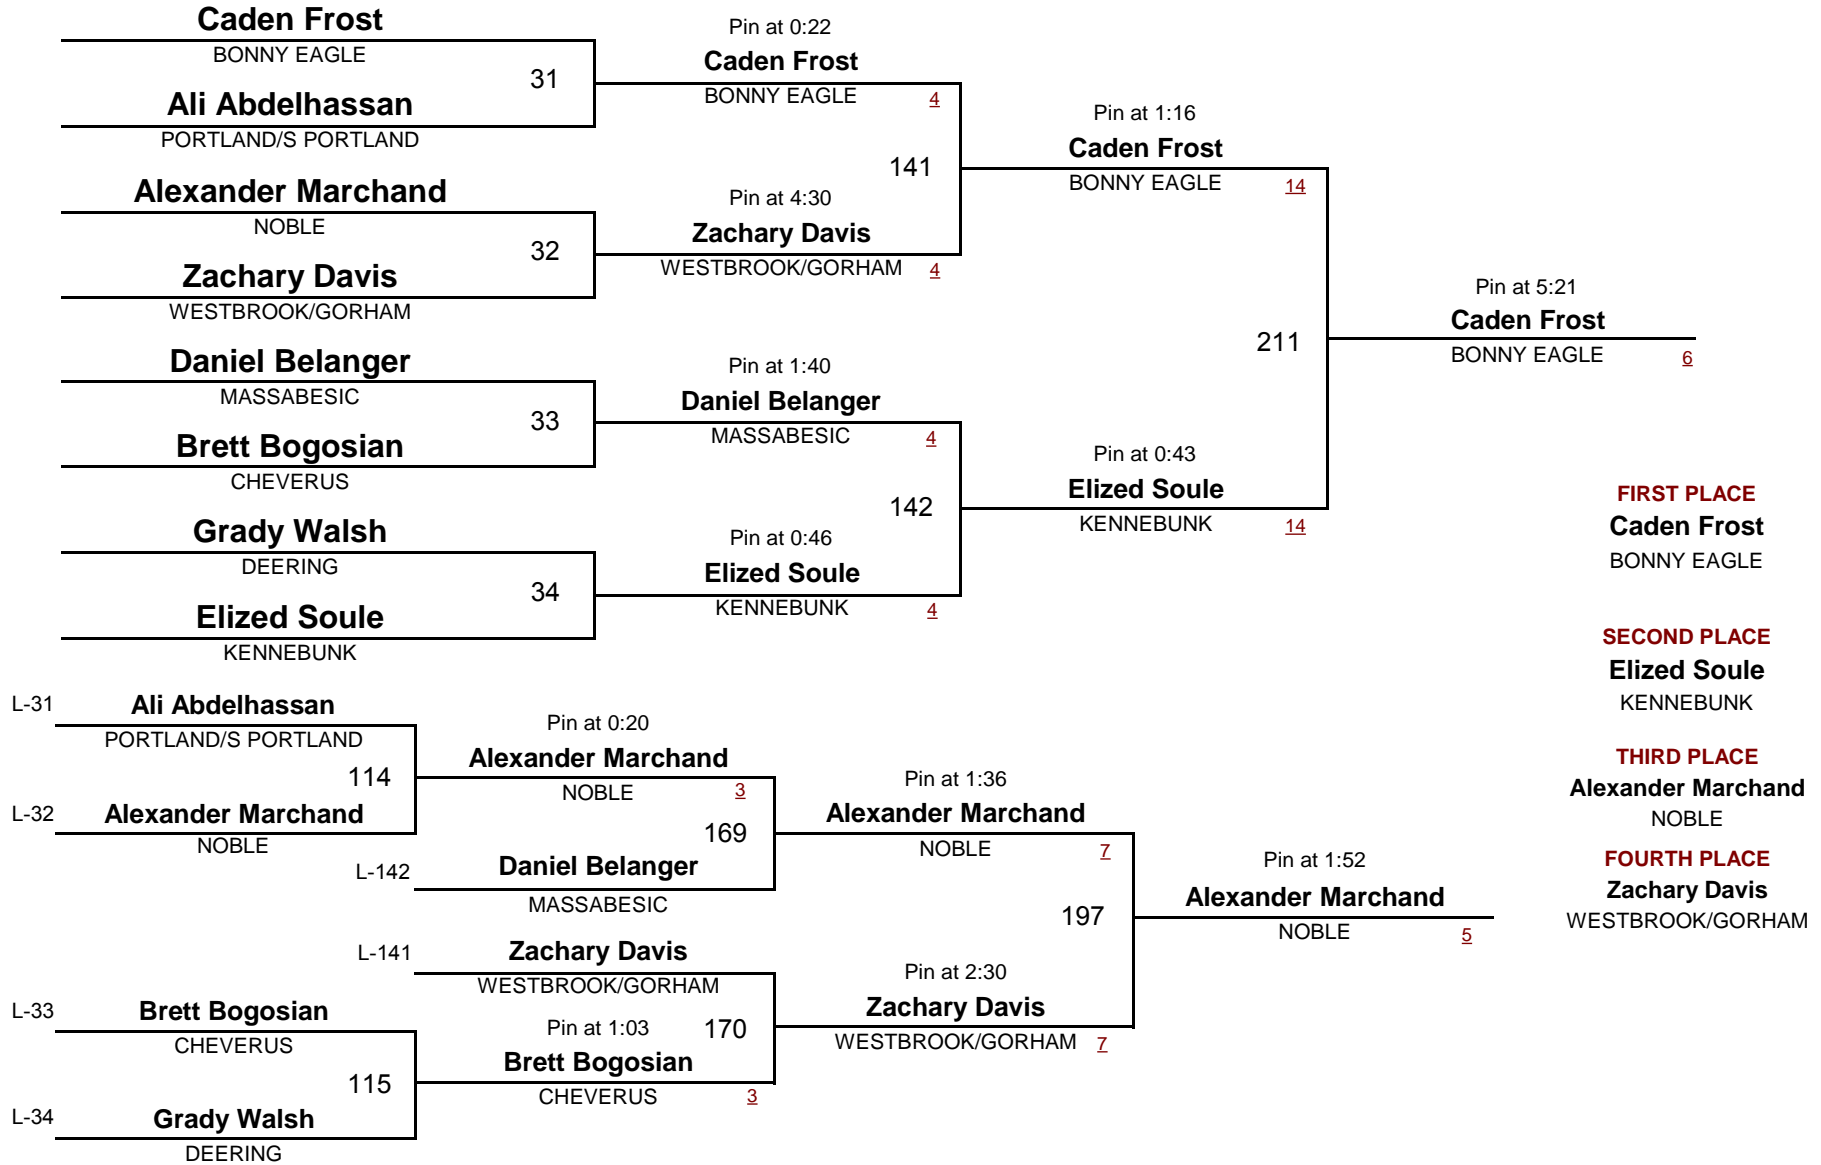 Caden Frost
BONNY EAGLE
31
Ali Abdelhassan
PORTLAND/S PORTLAND
Alexander Marchand
NOBLE
32
Zachary Davis
WESTBROOK/GORHAM
Daniel Belanger
MASSABESIC
33
Brett Bogosian
CHEVERUS
Grady Walsh
DEERING
34
Elized Soule
KENNEBUNK
Pin at 0:22
Caden Frost
BONNY EAGLE 4
141
Pin at 4:30
Zachary Davis
WESTBROOK/GORHAM 4
Pin at 1:40
Daniel Belanger
MASSABESIC 4
142
Pin at 0:46
Elized Soule
KENNEBUNK 4
Pin at 1:16
Caden Frost
BONNY EAGLE 14
211
Pin at 0:43
Elized Soule
KENNEBUNK 14
Pin at 5:21
Caden Frost
BONNY EAGLE 6
FIRST PLACE
Caden Frost
BONNY EAGLE
SECOND PLACE
Elized Soule
KENNEBUNK
THIRD PLACE
Alexander Marchand
NOBLE
FOURTH PLACE
Zachary Davis
WESTBROOK/GORHAM
L-31 Ali Abdelhassan
PORTLAND/S PORTLAND
114
L-32 Alexander Marchand
NOBLE
Pin at 0:20
Alexander Marchand
NOBLE 3
169
L-142 Daniel Belanger
MASSABESIC
L-141 Zachary Davis
WESTBROOK/GORHAM
170
Pin at 1:03
Brett Bogosian
CHEVERUS 3
L-33 Brett Bogosian
CHEVERUS
115
L-34 Grady Walsh
DEERING
Pin at 1:36
Alexander Marchand
NOBLE 7
197
Pin at 2:30
Zachary Davis
WESTBROOK/GORHAM 7
Pin at 1:52
Alexander Marchand
NOBLE 5